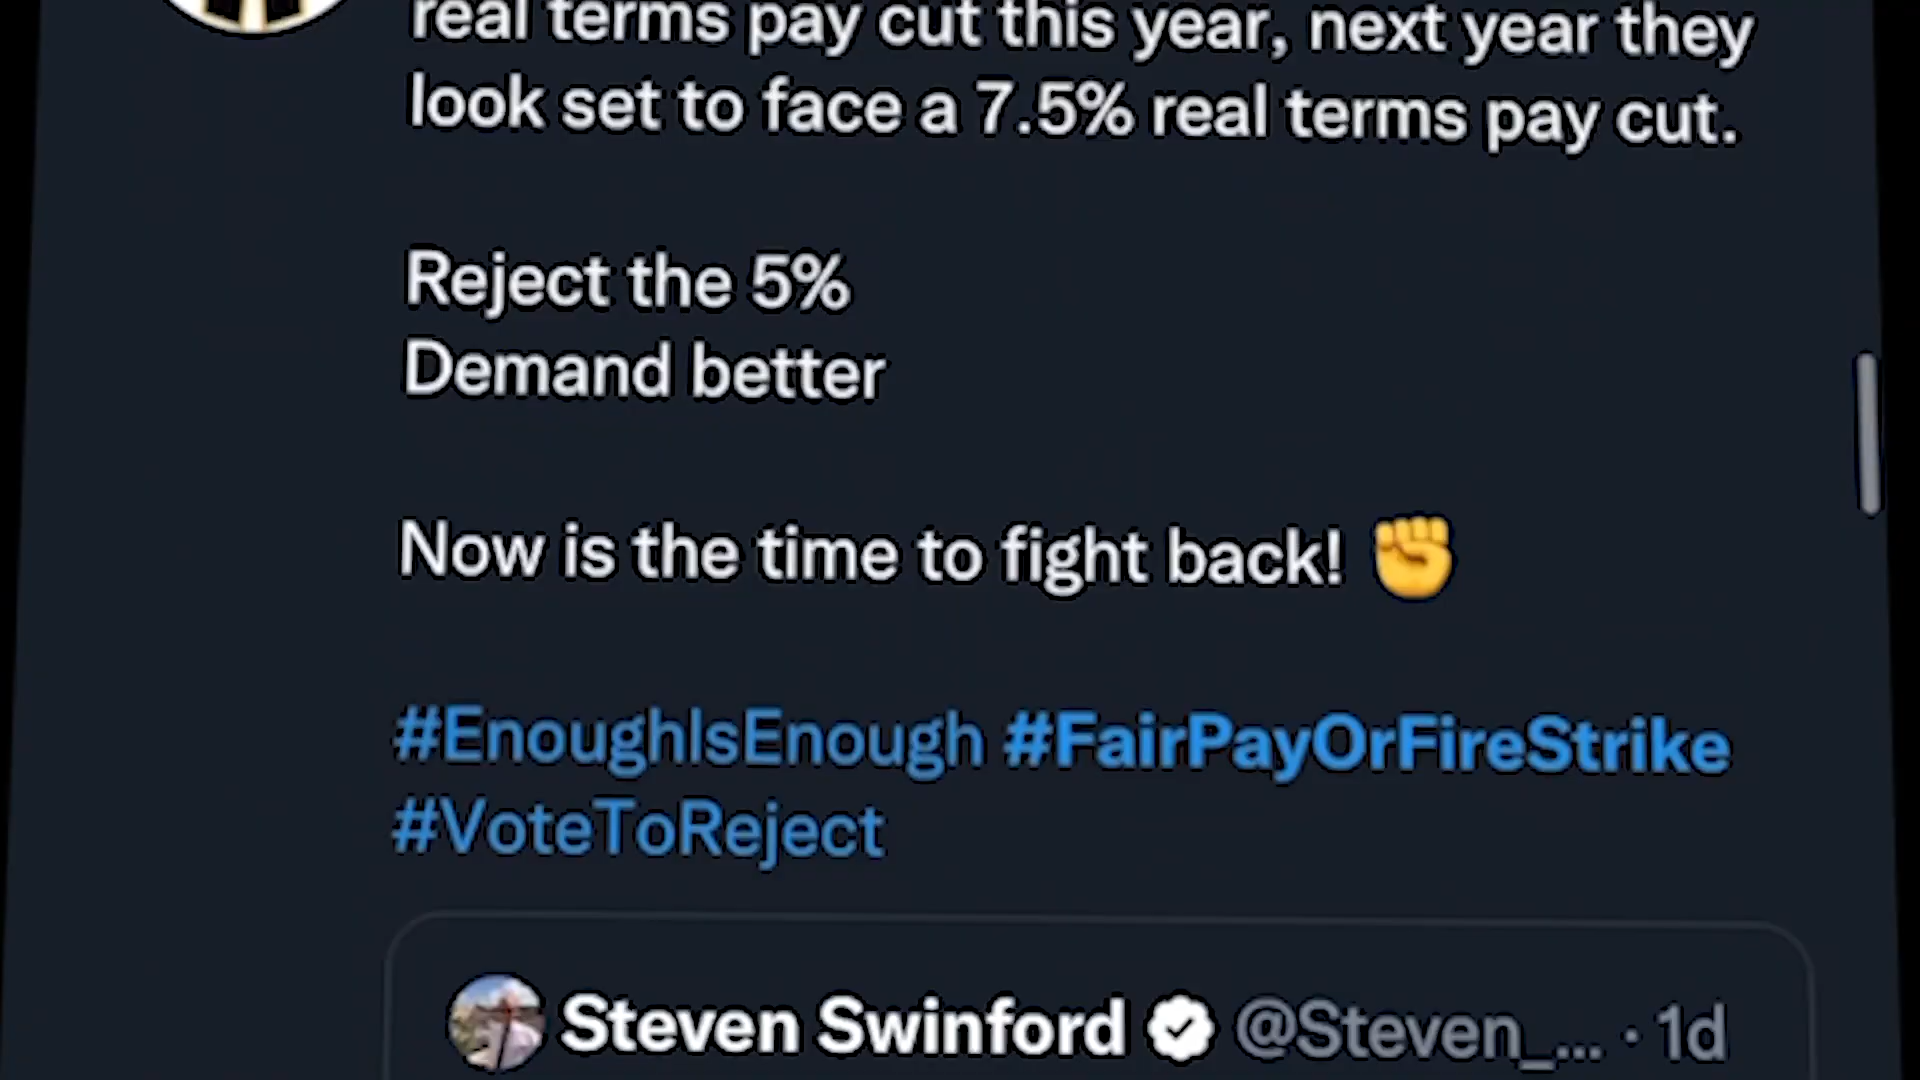 real terms pay cut this year, next year they
look set to face a 7.5% real terms pay cut.
Reject the 5%
Demand better
Now is the time to fight back! ✊
#EnoughIsEnough #FairPayOrFireStrike
#VoteToReject
Steven Swinford @Steven_... · 1d